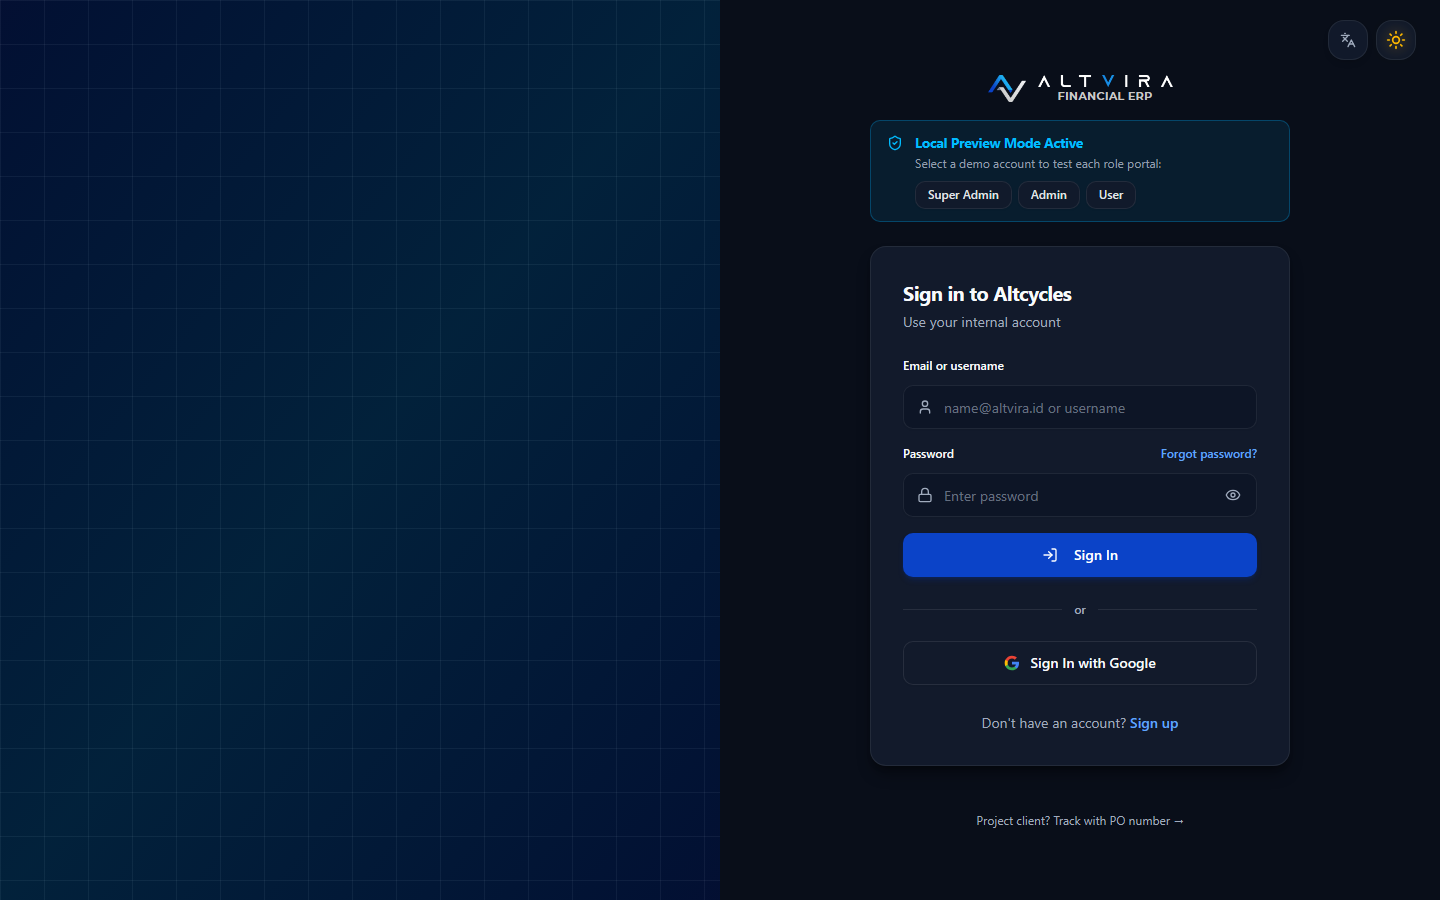 ALTVIRA
FINANCIAL ERP
Local Preview Mode Active
Select a demo account to test each role portal:
Super Admin Admin User
Sign in to Altcycles
Use your internal account
Email or username
name@altvira.id or username
Password Forgot password?
Enter password
Sign In
or
Sign In with Google
Don't have an account? Sign up
Project client? Track with PO number →